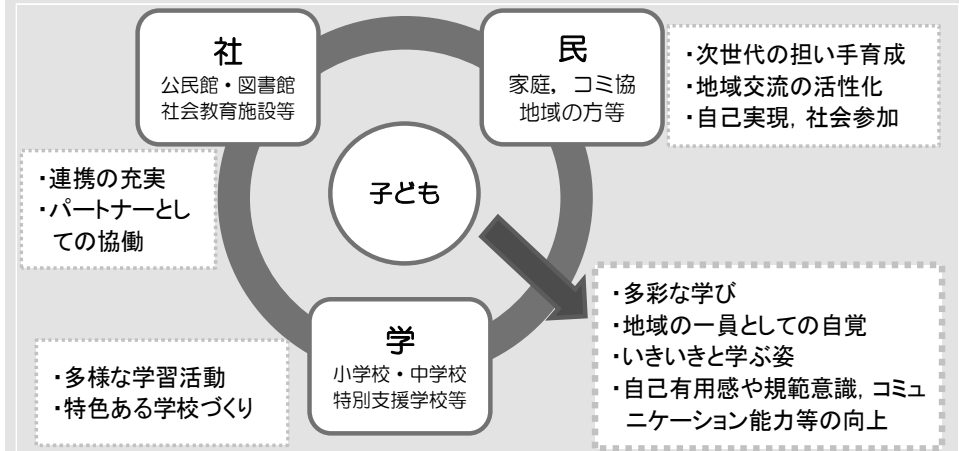 社
公民館・図書館
社会教育施設等
民
家庭，コミ協
地域の方等
・次世代の担い手育成
・地域交流の活性化
・自己実現，社会参加
・連携の充実
・パートナーとし
ての協働
子ども
学
小学校・中学校
特別支援学校等
・多様な学習活動
・特色ある学校づくり
・多彩な学び
・地域の一員としての自覚
・いきいきと学ぶ姿
・自己有用感や規範意識，コミュ
ニケーション能力等の向上